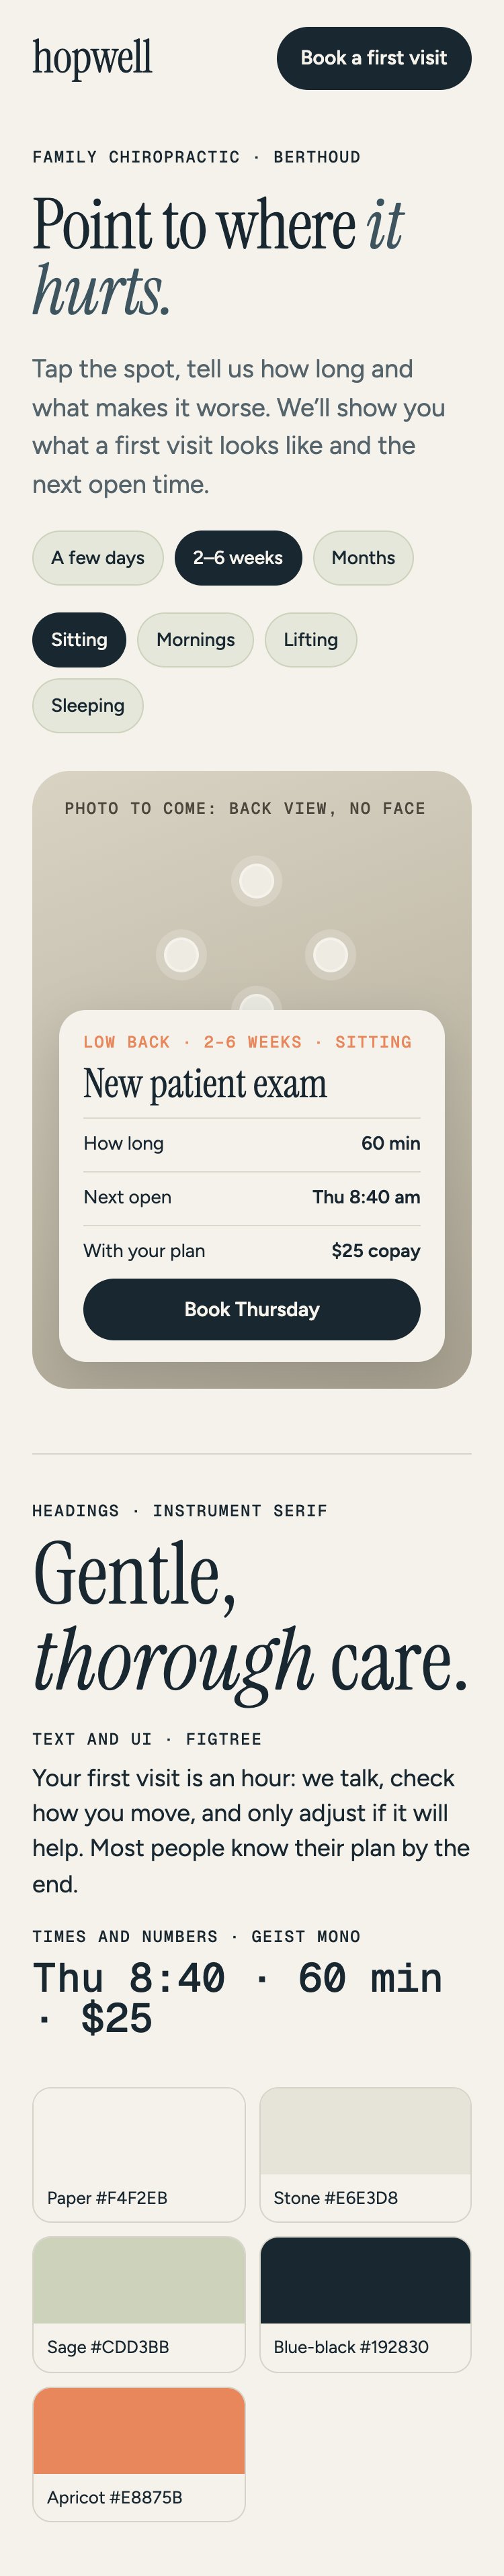 hopwell
Book a first visit
FAMILY CHIROPRACTIC · BERTHOUD
Point to where it
hurts.
Tap the spot, tell us how long and
what makes it worse. We’ll show you
what a first visit looks like and the
next open time.
A few days
2–6 weeks
Months
Sitting
Mornings
Lifting
Sleeping
PHOTO TO COME: BACK VIEW, NO FACE
LOW BACK · 2–6 WEEKS · SITTING
New patient exam
How long 60 min
Next open Thu 8:40 am
With your plan $25 copay
Book Thursday
HEADINGS · INSTRUMENT SERIF
Gentle,
thorough care.
TEXT AND UI · FIGTREE
Your first visit is an hour: we talk, check
how you move, and only adjust if it will
help. Most people know their plan by the
end.
TIMES AND NUMBERS · GEIST MONO
Thu 8:40 · 60 min
· $25
Paper #F4F2EB
Stone #E6E3D8
Sage #CDD3BB
Blue-black #192830
Apricot #E8875B